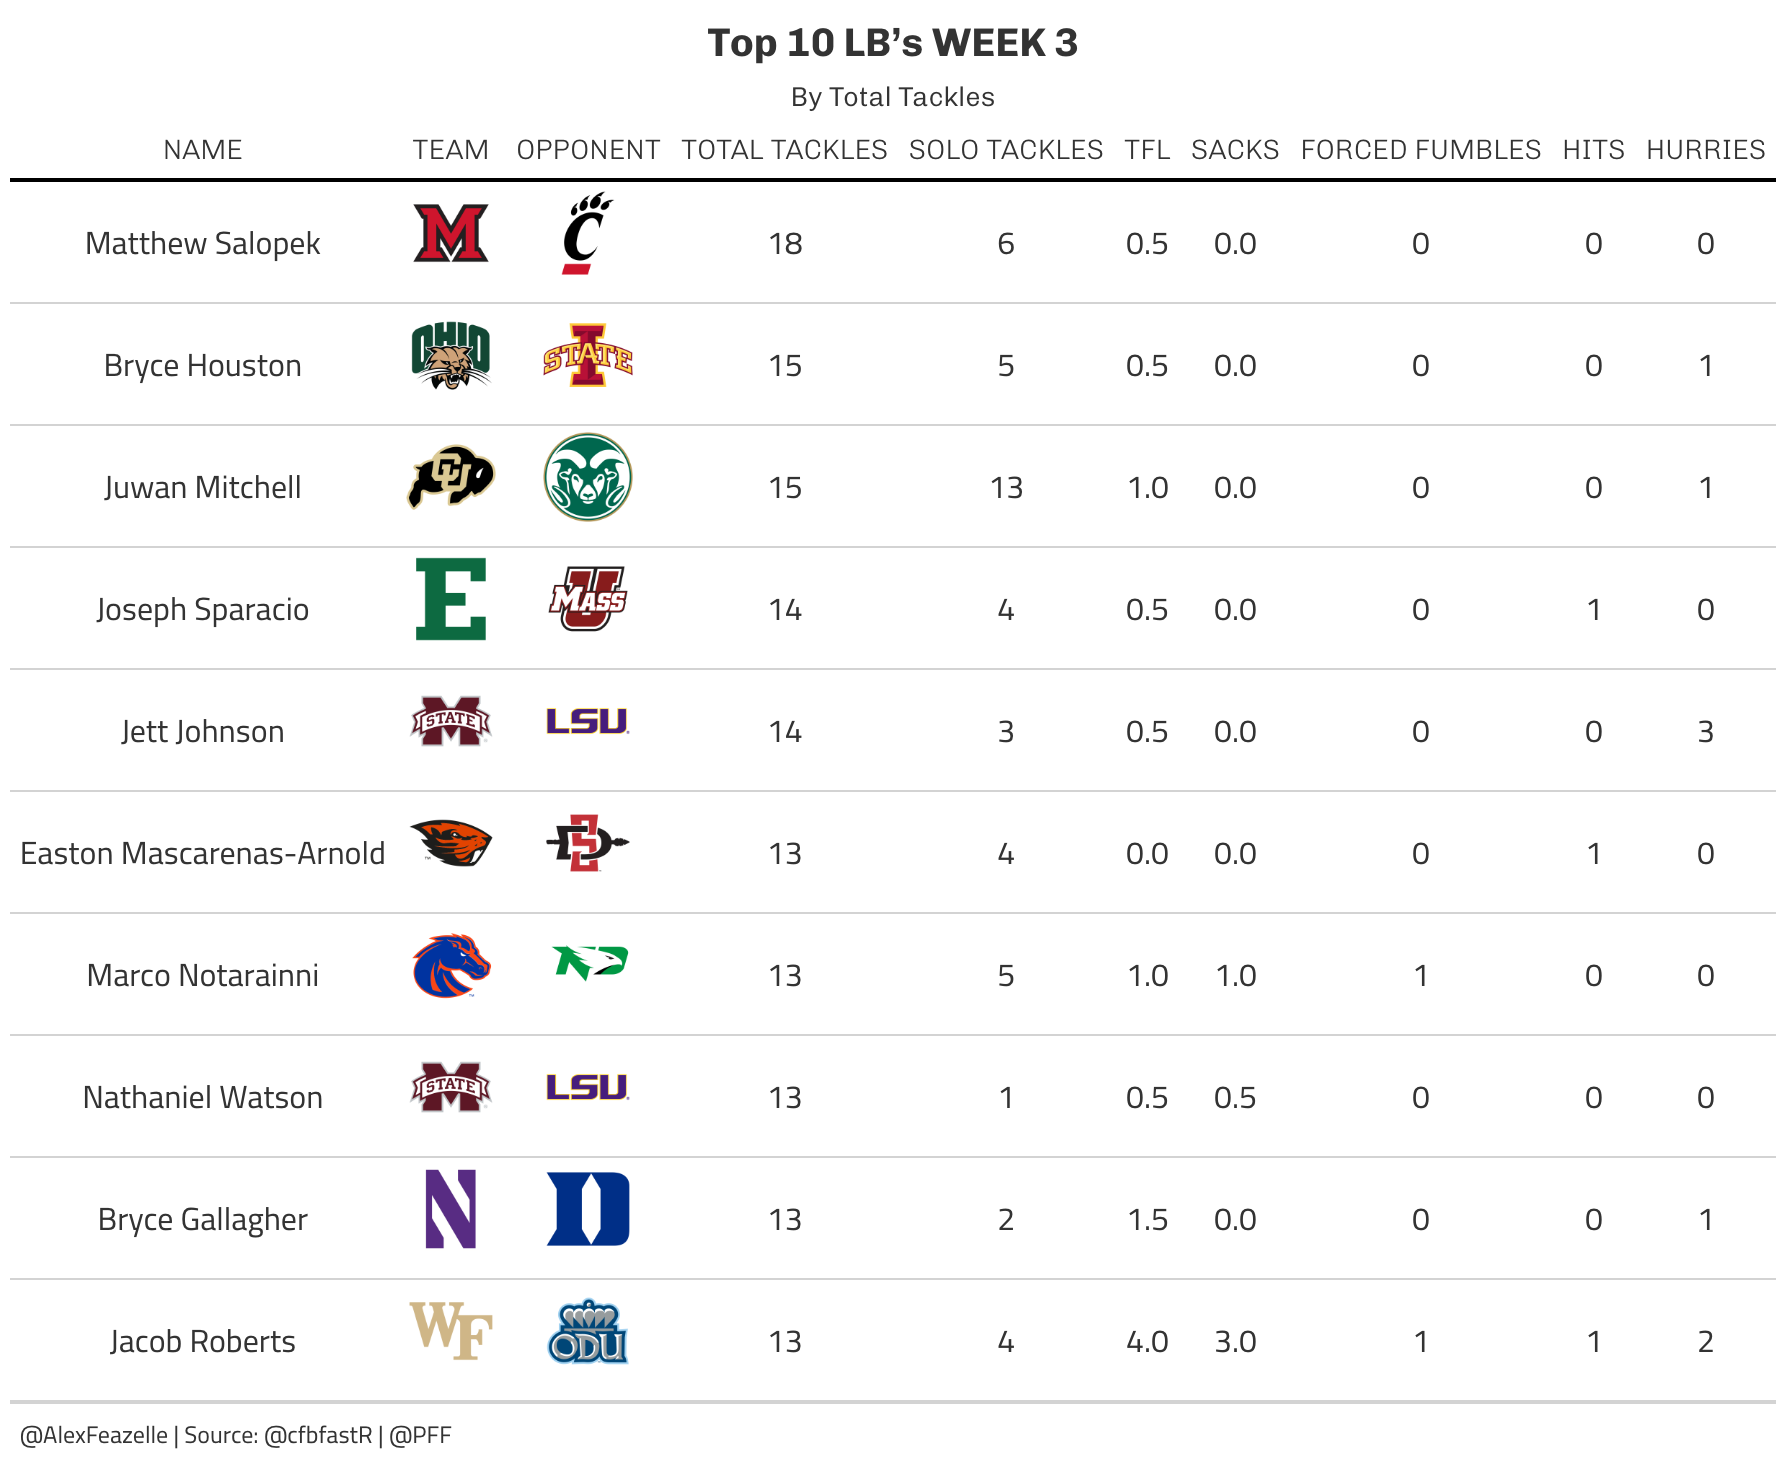 Top 10 LB’s WEEK 3
By Total Tackles
NAME TEAM OPPONENT TOTAL TACKLES SOLO TACKLES TFL SACKS FORCED FUMBLES HITS HURRIES
Matthew Salopek M C 18 6 0.5 0.0 0 0 0
Bryce Houston OHIO I STATE 15 5 0.5 0.0 0 0 1
Juwan Mitchell CU 15 13 1.0 0.0 0 0 1
Joseph Sparacio E U MASS 14 4 0.5 0.0 0 1 0
Jett Johnson M STATE LSU 14 3 0.5 0.0 0 0 3
Easton Mascarenas-Arnold SD 13 4 0.0 0.0 0 1 0
Marco Notarainni ND 13 5 1.0 1.0 1 0 0
Nathaniel Watson M STATE LSU 13 1 0.5 0.5 0 0 0
Bryce Gallagher N D 13 2 1.5 0.0 0 0 1
Jacob Roberts WF ODU 13 4 4.0 3.0 1 1 2
@AlexFeazelle | Source: @cfbfastR | @PFF